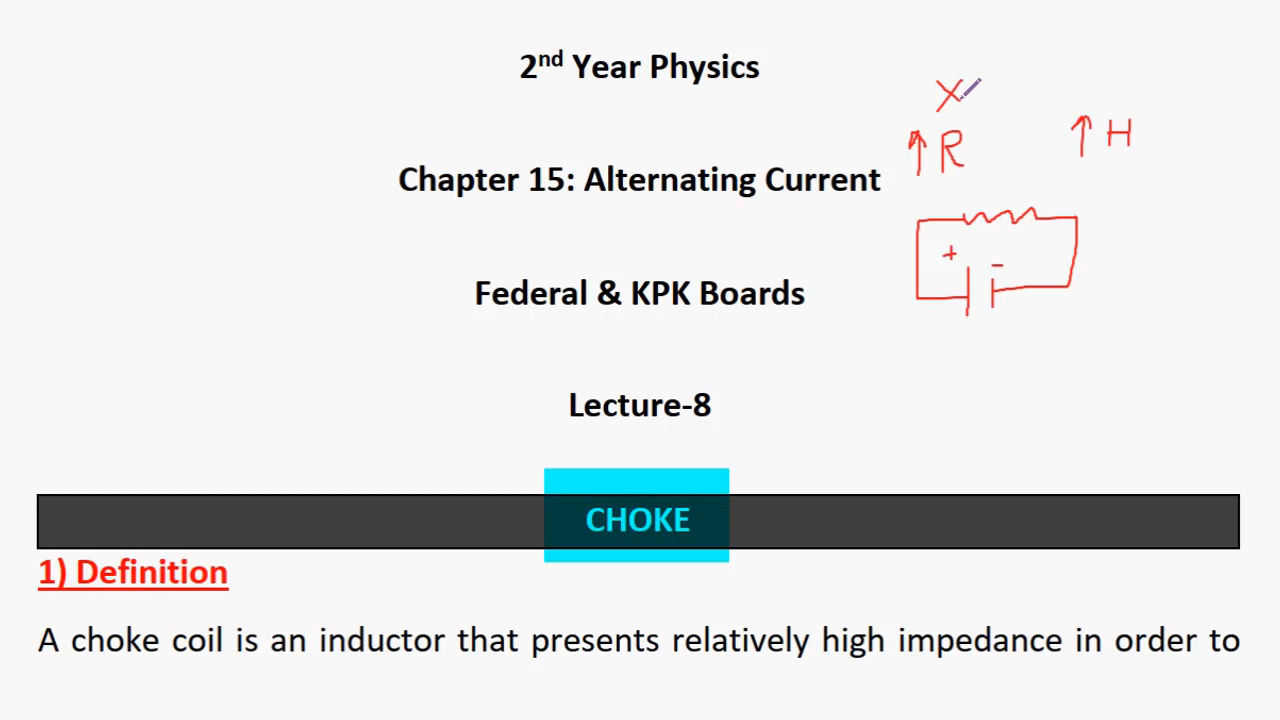 2nd Year Physics
X
↑ R
↑ H
Chapter 15: Alternating Current
+
-
Federal & KPK Boards
Lecture-8
CHOKE
1) Definition
A choke coil is an inductor that presents relatively high impedance in order to